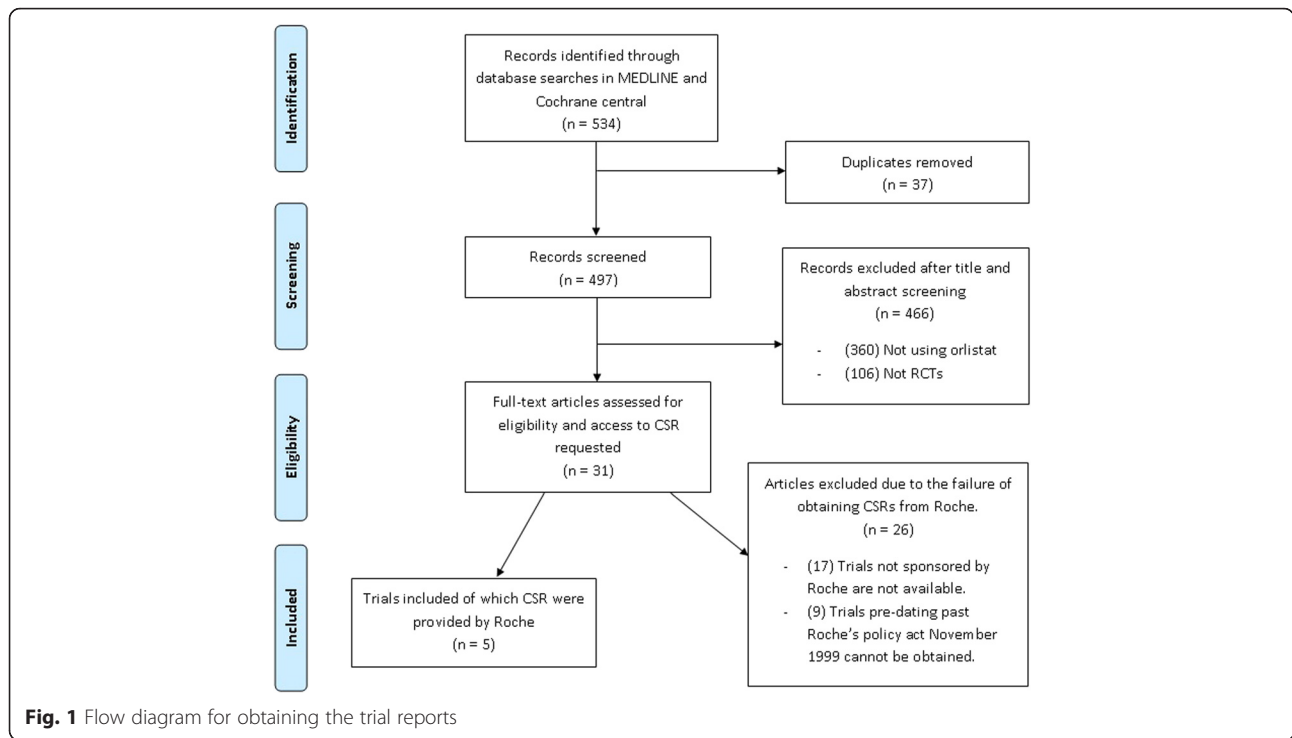 Identification
Records identified through
database searches in MEDLINE and
Cochrane central
(n = 534)
Duplicates removed
(n = 37)
Screening
Records screened
(n = 497)
Records excluded after title and
abstract screening
(n = 466)
- (360) Not using orlistat
- (106) Not RCTs
Eligibility
Full-text articles assessed for
eligibility and access to CSR
requested
(n = 31)
Articles excluded due to the failure of
obtaining CSRs from Roche.
(n = 26)
- (17) Trials not sponsored by
Roche are not available.
- (9) Trials pre-dating past
Roche's policy act November
1999 cannot be obtained.
Included
Trials included of which CSR were
provided by Roche
(n = 5)
Fig. 1 Flow diagram for obtaining the trial reports